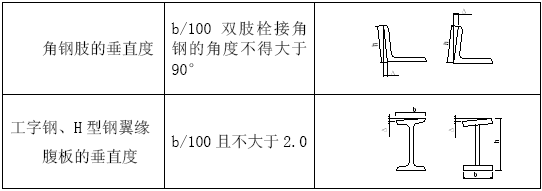 角钢肢的垂直度
b/100 双肢栓接角
钢的角度不得大于
90°
b
△
△
b
工字钢、H 型钢翼缘
腹板的垂直度
b/100 且不大于 2.0
b
△
△
h
b